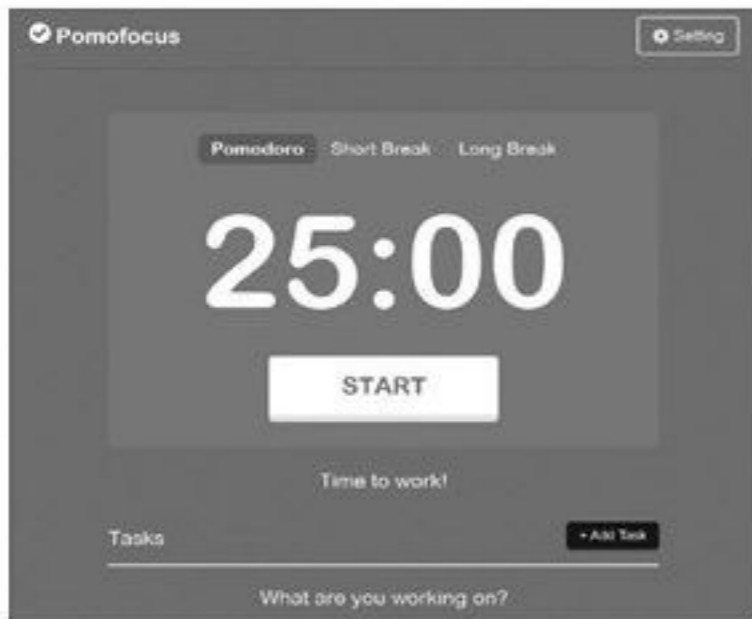 Pomofocus
Setting
Pomodoro Short Break Long Break
25:00
START
Time to work!
Tasks
+ Add Task
What are you working on?